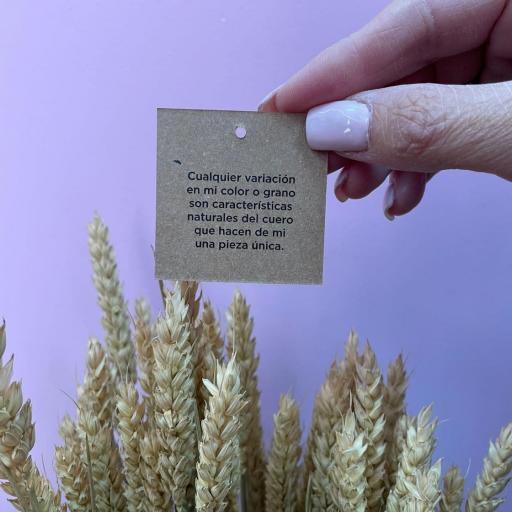 Cualquier variación
en mi color o grano
son características
naturales del cuero
que hacen de mi
una pieza única.